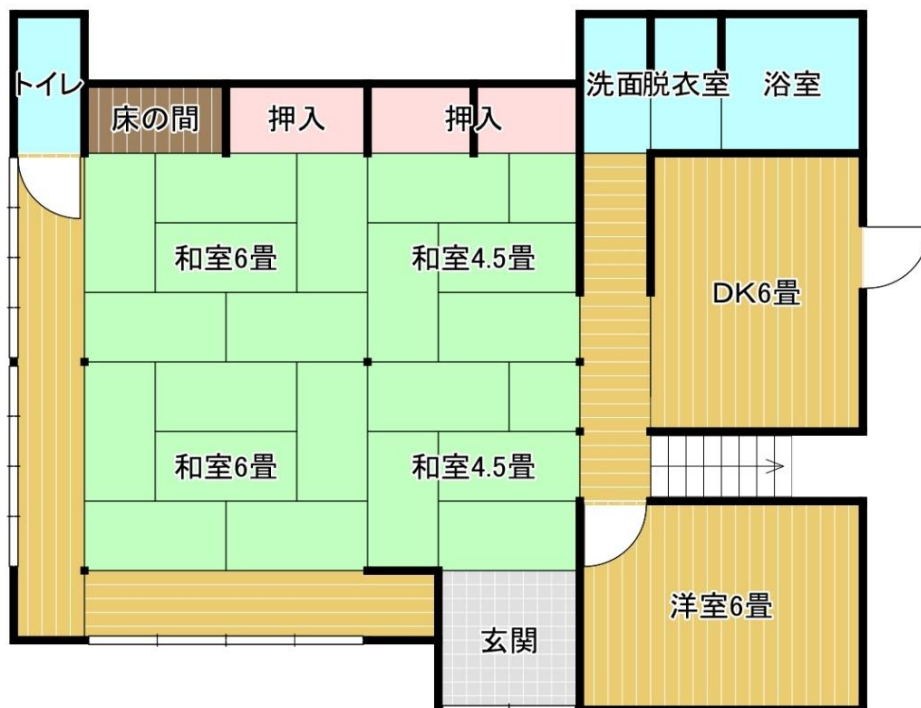 トイレ
床の間
押入
押入
洗面
脱衣室
浴室
和室6畳
和室4.5畳
DK6畳
和室6畳
和室4.5畳
洋室6畳
玄関